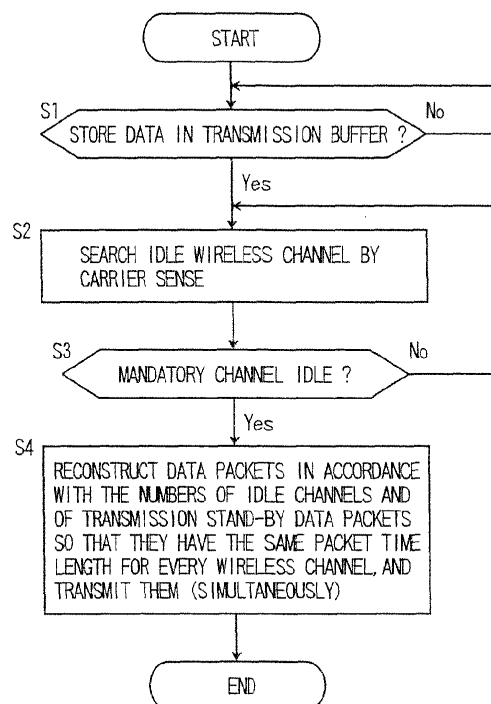 START
S1
STORE DATA IN TRANSMISSION BUFFER ?
No
Yes
S2
SEARCH IDLE WIRELESS CHANNEL BY
CARRIER SENSE
S3
MANDATORY CHANNEL IDLE ?
No
Yes
S4
RECONSTRUCT DATA PACKETS IN ACCORDANCE
WITH THE NUMBERS OF IDLE CHANNELS AND
OF TRANSMISSION STAND-BY DATA PACKETS
SO THAT THEY HAVE THE SAME PACKET TIME
LENGTH FOR EVERY WIRELESS CHANNEL, AND
TRANSMIT THEM (SIMULTANEOUSLY)
END